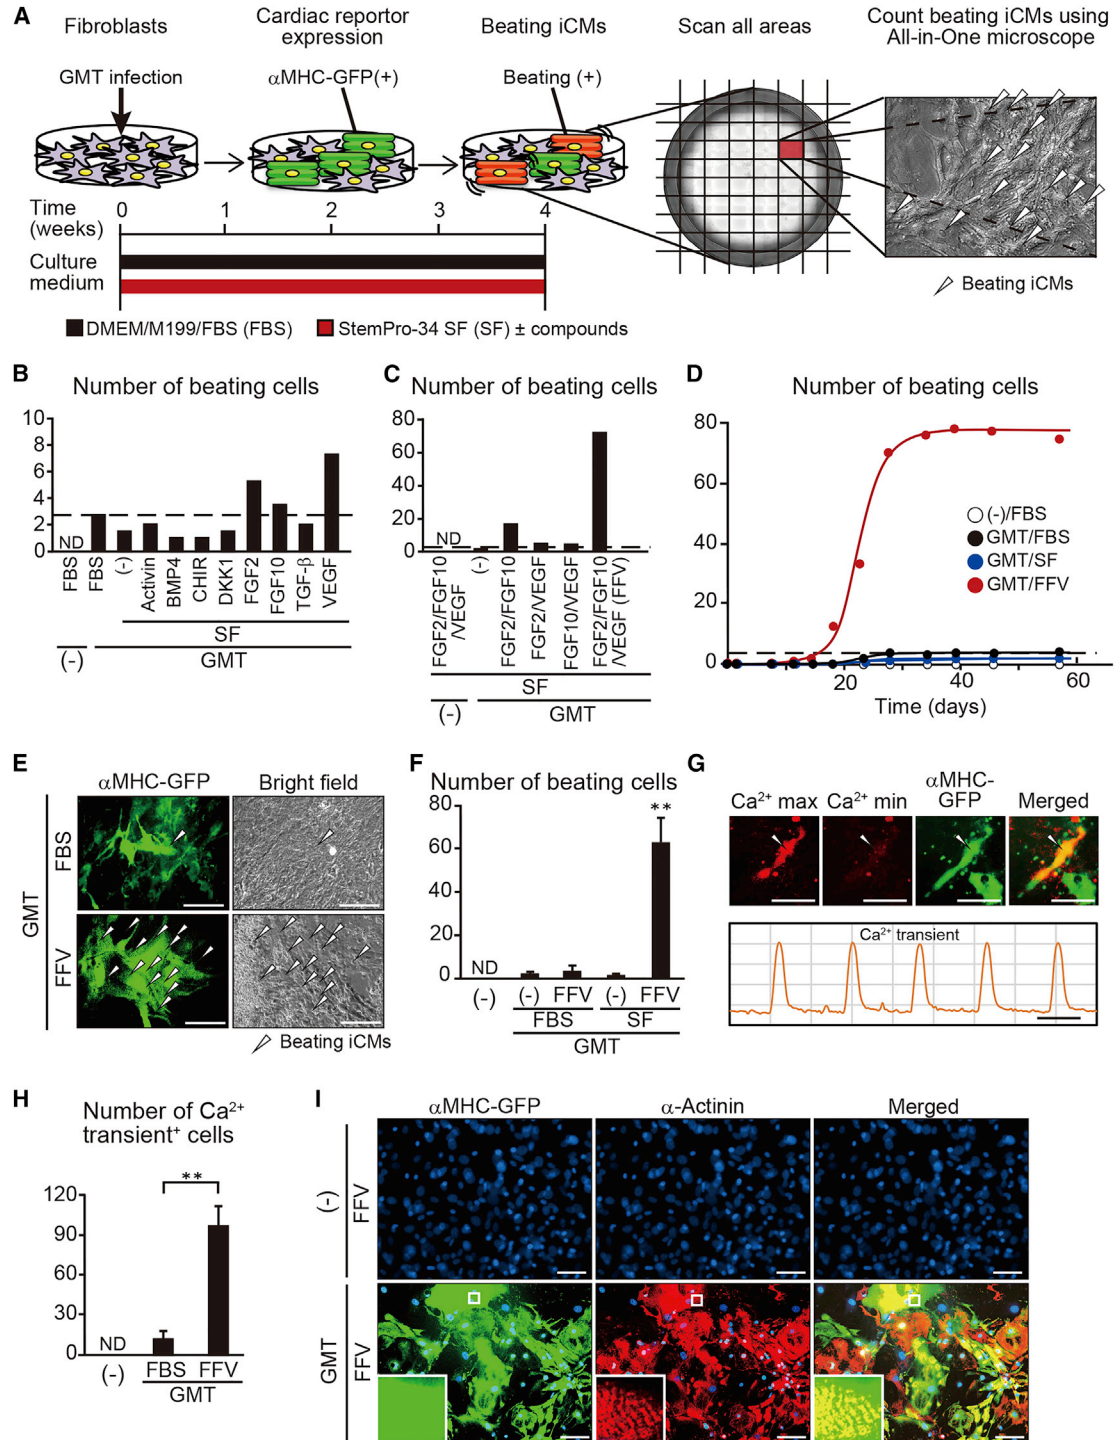 A
Fibroblasts
Cardiac reportor
expression
Beating iCMs
Scan all areas
Count beating iCMs using
All-in-One microscope
GMT infection
αMHC-GFP(+)
Beating (+)
Time
(weeks)
0 1 2 3 4
Culture
medium
DMEM/M199/FBS (FBS)
StemPro-34 SF (SF) ± compounds
Beating iCMs
B
Number of beating cells
10
8
6
4
2
0
ND
FBS
FBS
(-)
Activin
BMP4
CHIR
DKK1
FGF2
FGF10
TGF-β
VEGF
SF
(-)
GMT
C
Number of beating cells
80
60
40
20
0
ND
FGF2/FGF10
/VEGF
(-)
FGF2/FGF10
FGF2/VEGF
FGF10/VEGF
FGF2/FGF10
/VEGF (FFV)
SF
(-)
GMT
D
Number of beating cells
80
60
40
20
0
(-)/FBS
GMT/FBS
GMT/SF
GMT/FFV
20 40 60
Time (days)
E
αMHC-GFP
Bright field
GMT
FBS
FFV
Beating iCMs
F
Number of beating cells
80
60
40
20
0
ND
**
(-)
(-) FFV (-) FFV
FBS SF
GMT
G
Ca²⁺ max
Ca²⁺ min
αMHC-
GFP
Merged
Ca²⁺ transient
H
Number of Ca²⁺
transient⁺ cells
120
90
60
30
0
ND
**
(-)
FBS FFV
GMT
I
αMHC-GFP
α-Actinin
Merged
(-)
FFV
GMT
FFV